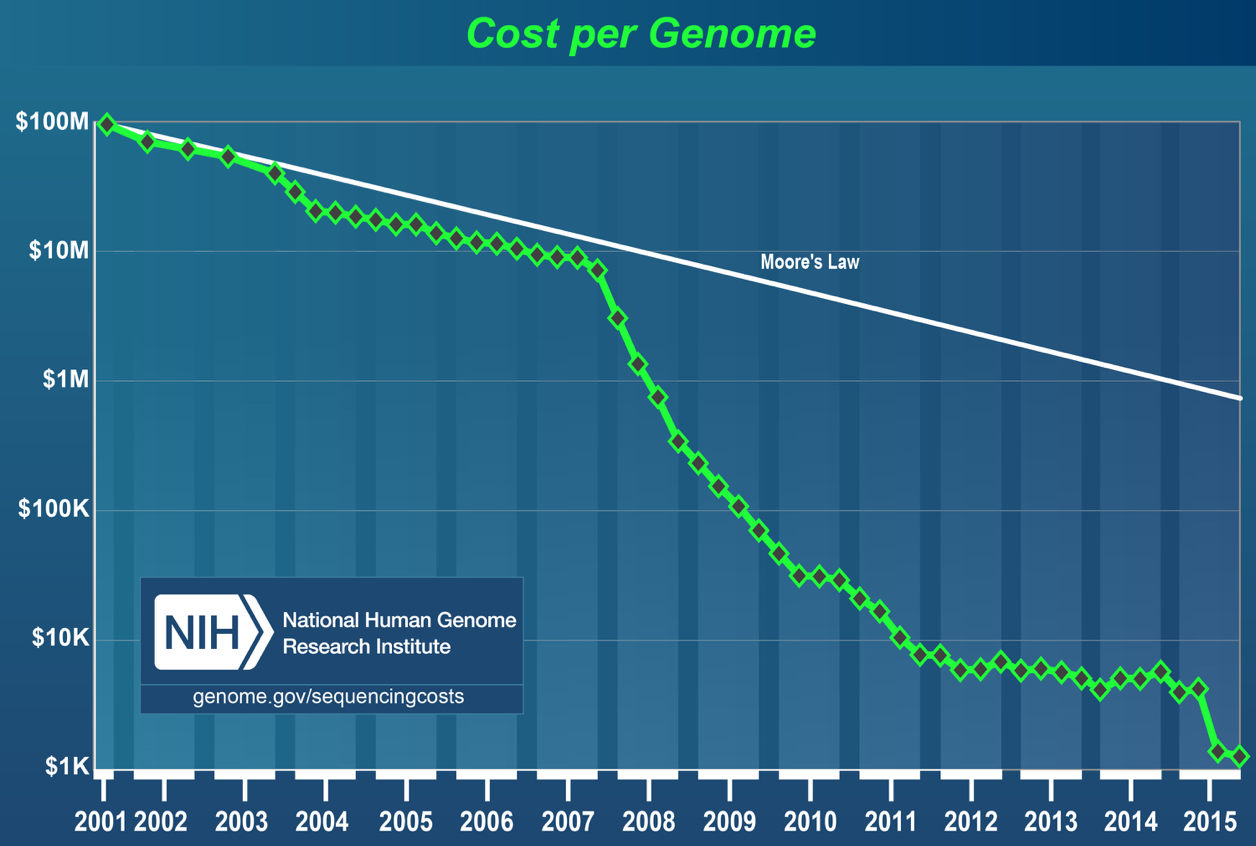 Cost per Genome
$100M
$10M
$1M
$100K
$10K
$1K
Moore's Law
NIH
National Human Genome
Research Institute
genome.gov/sequencingcosts
2001 2002 2003 2004 2005 2006 2007 2008 2009 2010 2011 2012 2013 2014 2015